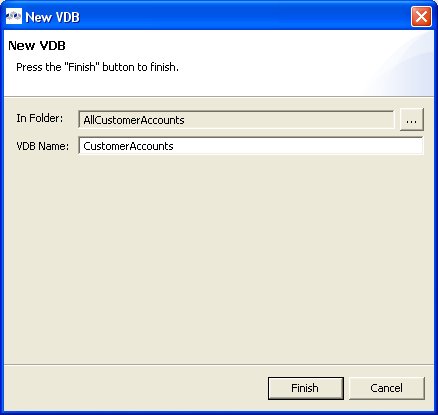 New VDB
New VDB
Press the "Finish" button to finish.
In Folder: AllCustomerAccounts ...
VDB Name: CustomerAccounts
Finish Cancel